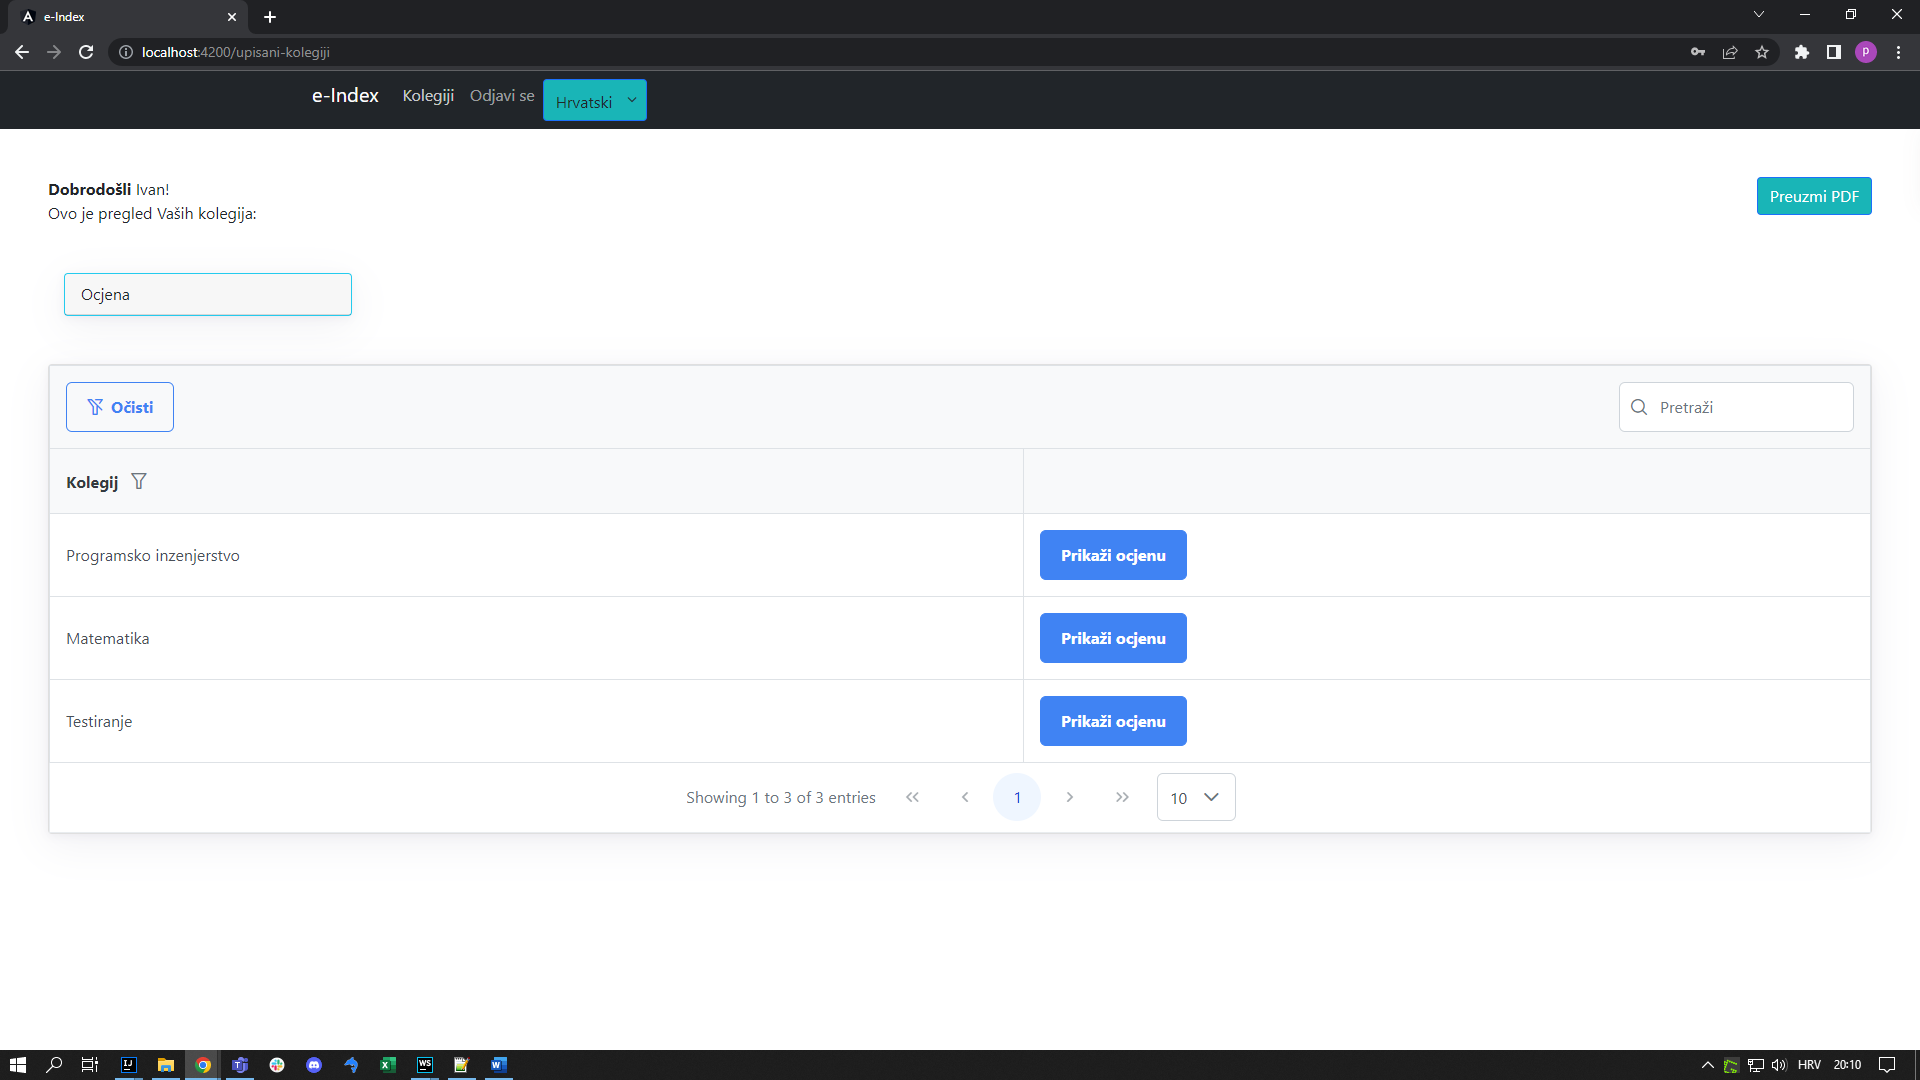 e-Index
localhost:4200/upisani-kolegiji
P
e-Index Kolegiji Odjavi se Hrvatski
Dobrodošli Ivan!
Ovo je pregled Vaših kolegija:
Preuzmi PDF
Ocjena
Očisti
Pretraži
Kolegij
Programsko inzenjerstvo Prikaži ocjenu
Matematika Prikaži ocjenu
Testiranje Prikaži ocjenu
Showing 1 to 3 of 3 entries 1 10
HRV 20:10